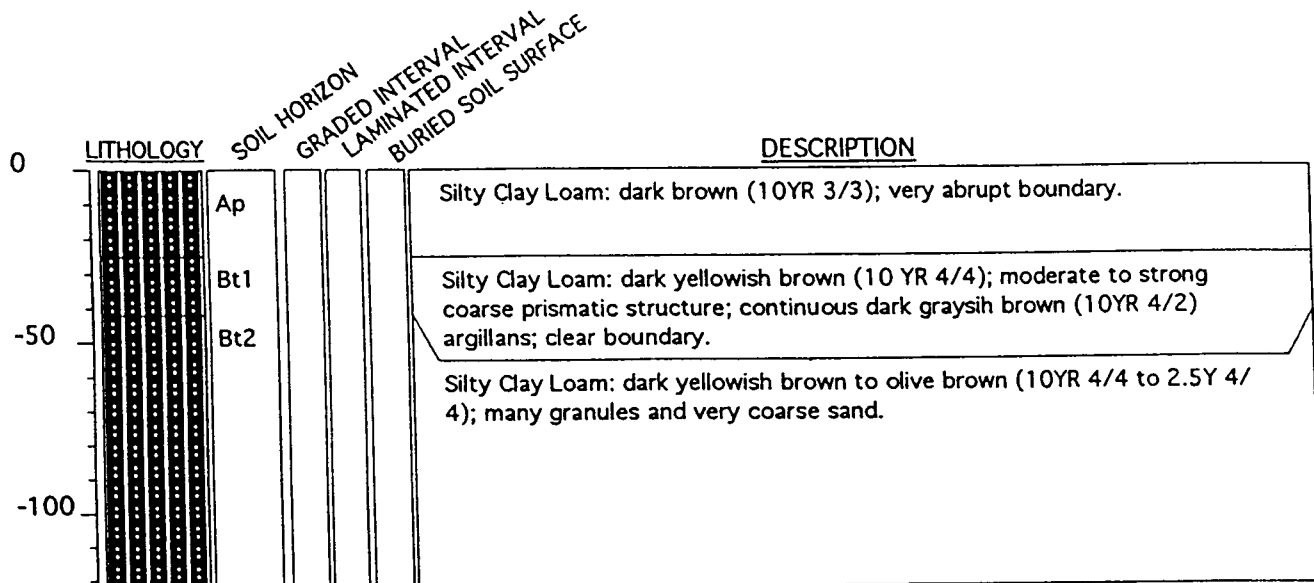 LITHOLOGY
SOIL HORIZON
GRADED INTERVAL
LAMINATED INTERVAL
BURIED SOIL SURFACE
DESCRIPTION
0
Ap
Silty Clay Loam: dark brown (10YR 3/3); very abrupt boundary.
Bt1
Silty Clay Loam: dark yellowish brown (10 YR 4/4); moderate to strong
coarse prismatic structure; continuous dark graysih brown (10YR 4/2)
argillans; clear boundary.
-50
Bt2
Silty Clay Loam: dark yellowish brown to olive brown (10YR 4/4 to 2.5Y 4/
4); many granules and very coarse sand.
-100